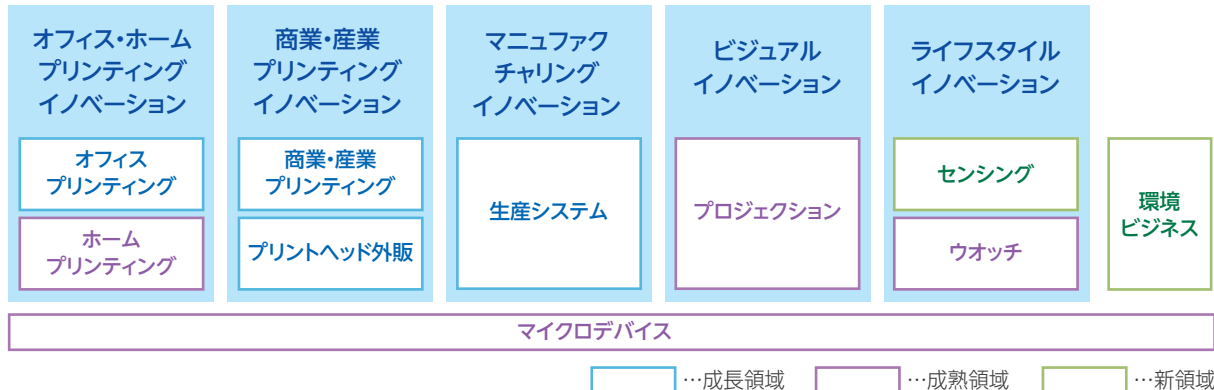 オフィス・ホーム
プリンティング
イノベーション
商業・産業
プリンティング
イノベーション
マニュファク
チャリング
イノベーション
ビジュアル
イノベーション
ライフスタイル
イノベーション
オフィス
プリンティング
ホーム
プリンティング
商業・産業
プリンティング
プリントヘッド外販
生産システム
プロジェクション
センシング
ウオッチ
環境
ビジネス
マイクロデバイス
…成長領域
…成熟領域
…新領域